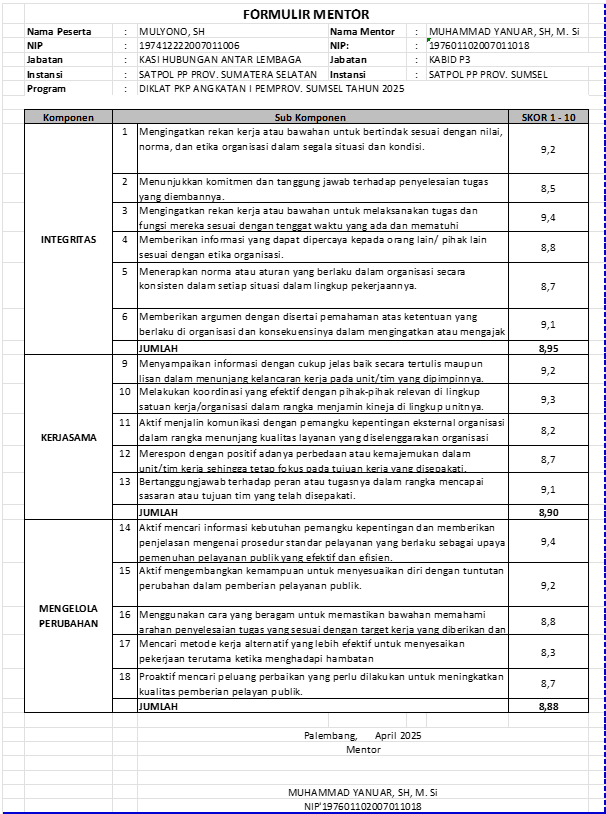 FORMULIR MENTOR
Nama Peserta : MULYONO, SH Nama Mentor : MUHAMMAD YANUAR, SH, M. Si
NIP : 197412222007011006 NIP: : 197601102007011018
Jabatan : KASI HUBUNGAN ANTAR LEMBAGA Jabatan : KABID P3
Instansi : SATPOL PP PROV. SUMATERA SELATAN Instansi : SATPOL PP PROV. SUMSEL
Program : DIKLAT PKP ANGKATAN I PEMPROV. SUMSEL TAHUN 2025
Komponen Sub Komponen SKOR 1 - 10
INTEGRITAS
1 Mengingatkan rekan kerja atau bawahan untuk bertindak sesuai dengan nilai,
norma, dan etika organisasi dalam segala situasi dan kondisi. 9,2
2 Menunjukkan komitmen dan tanggung jawab terhadap penyelesaian tugas
yang diembannya. 8,5
3 Mengingatkan rekan kerja atau bawahan untuk melaksanakan tugas dan
fungsi mereka sesuai dengan tenggat waktu yang ada dan mematuhi 9,4
4 Memberikan informasi yang dapat dipercaya kepada orang lain/ pihak lain
sesuai dengan etika organisasi. 8,8
5 Menerapkan norma atau aturan yang berlaku dalam organisasi secara
konsisten dalam setiap situasi dalam lingkup pekerjaannya. 8,7
6 Memberikan argumen dengan disertai pemahaman atas ketentuan yang
berlaku di organisasi dan konsekuensinya dalam mengingatkan atau mengajak 9,1
JUMLAH 8,95
KERJASAMA
9 Menyampaikan informasi dengan cukup jelas baik secara tertulis maupun
lisan dalam menunjang kelancaran kerja pada unit/tim yang dipimpinnya. 9,2
10 Melakukan koordinasi yang efektif dengan pihak-pihak relevan di lingkup
satuan kerja/organisasi dalam rangka menjamin kineja di lingkup unitnya. 9,3
11 Aktif menjalin komunikasi dengan pemangku kepentingan eksternal organisasi
dalam rangka menunjang kualitas layanan yang diselenggarakan organisasi 8,2
12 Merespon dengan positif adanya perbedaan atau kemajemukan dalam
unit/tim kerja sehingga tetap fokus pada tujuan kerja yang disepakati. 8,7
13 Bertanggungjawab terhadap peran atau tugasnya dalam rangka mencapai
sasaran atau tujuan tim yang telah disepakati. 9,1
JUMLAH 8,90
MENGELOLA
PERUBAHAN
14 Aktif mencari informasi kebutuhan pemangku kepentingan dan memberikan
penjelasan mengenai prosedur standar pelayanan yang berlaku sebagai upaya
pemenuhan pelayanan publik yang efektif dan efisien. 9,4
15 Aktif mengembangkan kemampuan untuk menyesuaikan diri dengan tuntutan
perubahan dalam pemberian pelayanan publik. 9,2
16 Menggunakan cara yang beragam untuk memastikan bawahan memahami
arahan penyelesaian tugas yang sesuai dengan target kerja yang diberikan dan 8,8
17 Mencari metode kerja alternatif yang lebih efektif untuk menyesaikan
pekerjaan terutama ketika menghadapi hambatan 8,3
18 Proaktif mencari peluang perbaikan yang perlu dilakukan untuk meningkatkan
kualitas pemberian pelayan publik. 8,7
JUMLAH 8,88
Palembang, April 2025
Mentor
MUHAMMAD YANUAR, SH, M. Si
NIP'197601102007011018